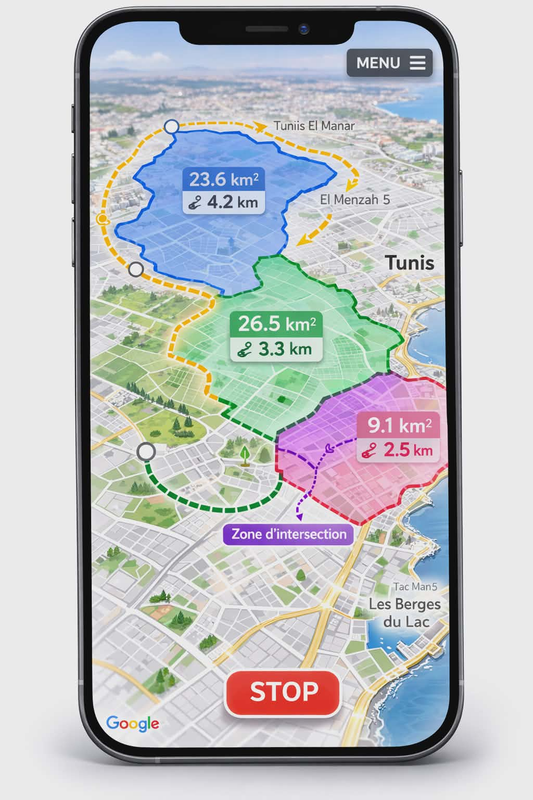 MENU
Tuniis El Manar
23.6 km²
4.2 km
El Menzah 5
Tunis
26.5 km²
3.3 km
9.1 km²
2.5 km
Zone d'intersection
Tac Man5
Les Berges
du Lac
STOP
Google